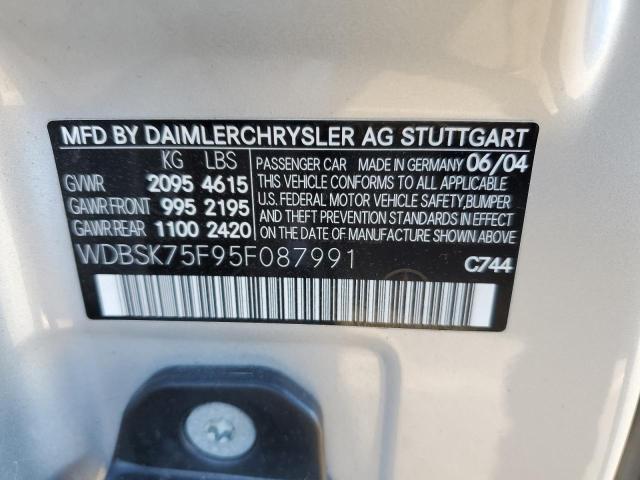 MFD BY DAIMLERCHRYSLER AG STUTTGART
KG LBS
GVWR 2095 4615
GAWR FRONT 995 2195
GAWR REAR 1100 2420
PASSENGER CAR MADE IN GERMANY 06/04
THIS VEHICLE CONFORMS TO ALL APPLICABLE
U.S. FEDERAL MOTOR VEHICLE SAFETY,BUMPER
AND THEFT PREVENTION STANDARDS IN EFFECT
ON THE DATE OF MANUFACTURE SHOWN ABOVE.
WDBSK75F95F087991
C744